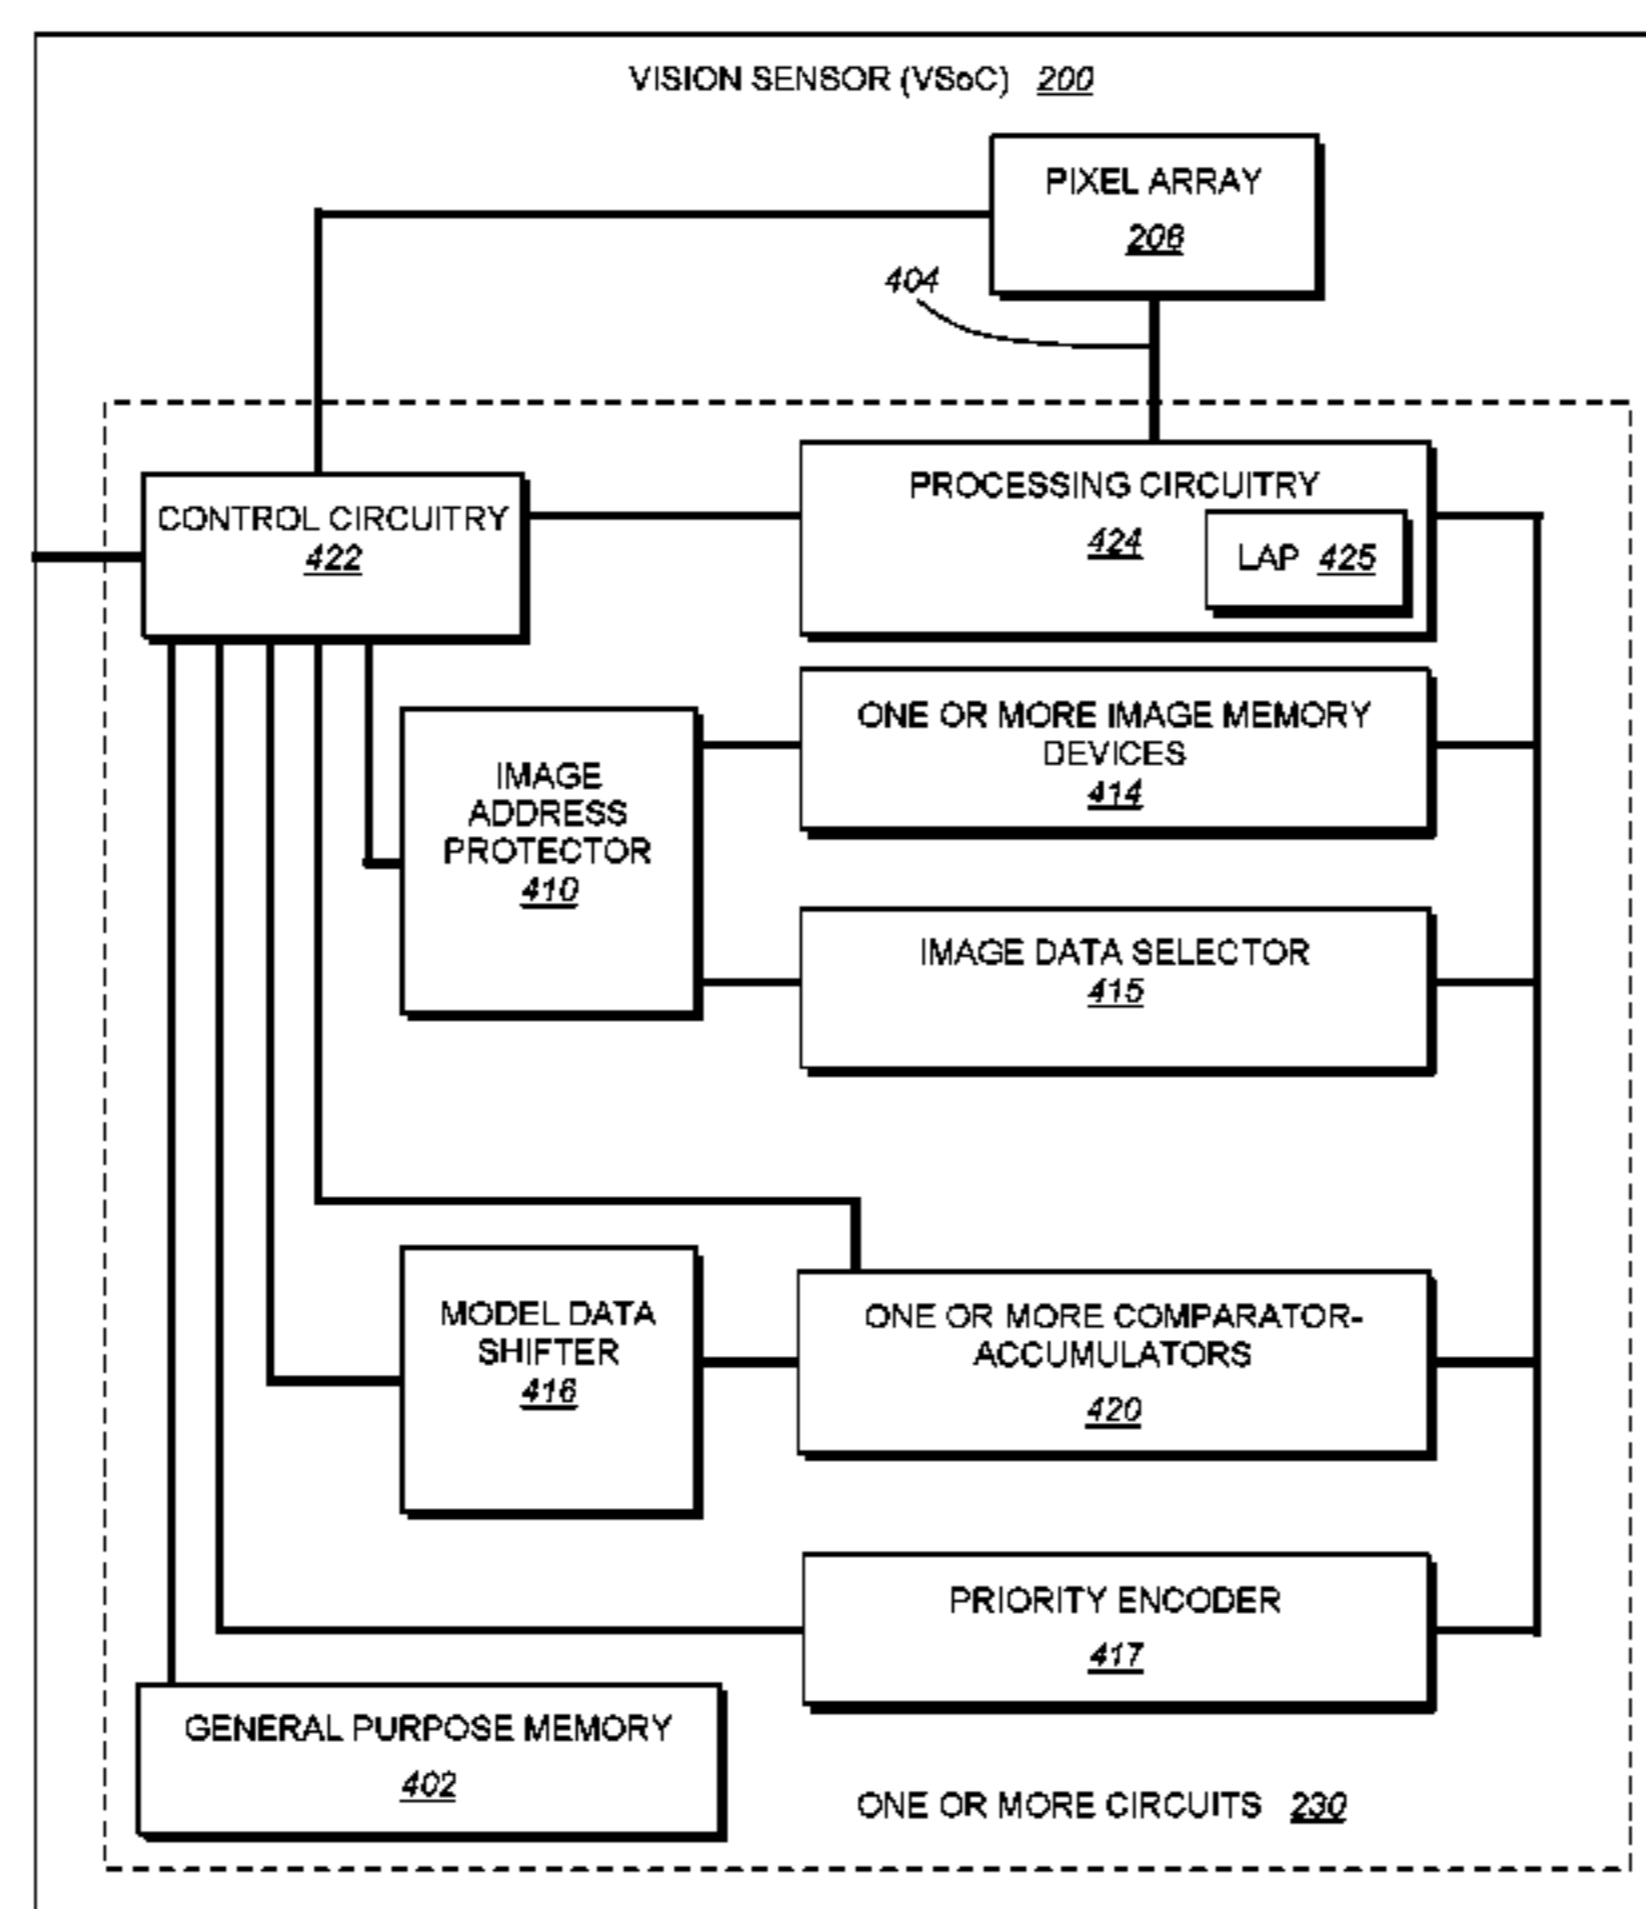 VISION SENSOR (VSoC) 200
PIXEL ARRAY
206
404
PROCESSING CIRCUITRY
424
LAP 425
CONTROL CIRCUITRY
422
ONE OR MORE IMAGE MEMORY
DEVICES
414
IMAGE
ADDRESS
PROTECTOR
410
IMAGE DATA SELECTOR
415
MODEL DATA
SHIFTER
416
ONE OR MORE COMPARATOR-
ACCUMULATORS
420
PRIORITY ENCODER
417
GENERAL PURPOSE MEMORY
402
ONE OR MORE CIRCUITS 230